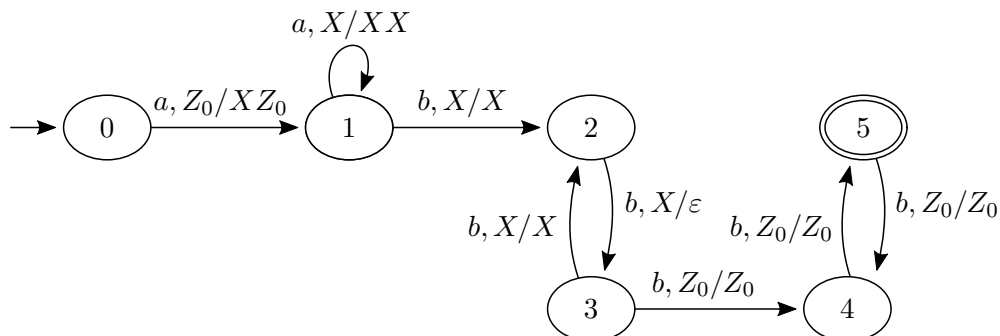 a, X/XX
a, Z₀/XZ₀
b, X/X
0
1
2
5
b, X/X
b, X/ε
b, Z₀/Z₀
b, Z₀/Z₀
b, Z₀/Z₀
3
4